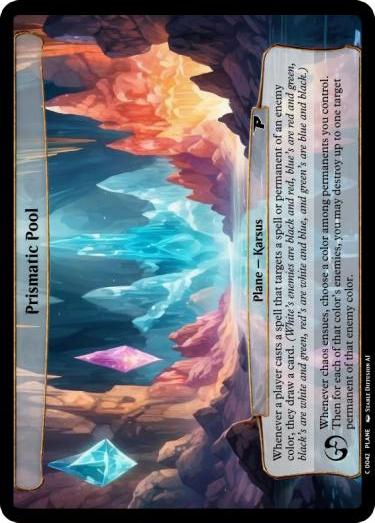 Prismatic Pool
Plane – Karsus
P
Whenever a player casts a spell that targets a spell or permanent of an enemy
color, they draw a card. (White's enemies are black and red, blue's are red and green,
black's are white and green, red's are white and blue, and green's are blue and black.)
Whenever chaos ensues, choose a color among permanents you control.
Then for each of that color's enemies, you may destroy up to one target
permanent of that enemy color.
C 0042 PLANE Stable Diffusion AI